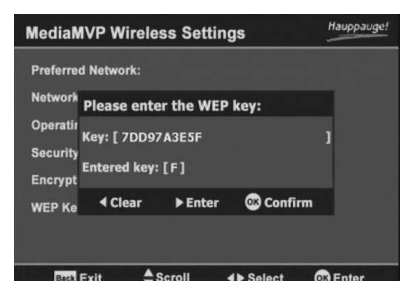 MediaMVP Wireless Settings
Hauppauge!
Preferred Network:
Network
Please enter the WEP key:
Operatin
Key: [ 7DD97A3E5F ]
Security
Entered key: [ F ]
Encrypt
WEP Ke
Clear Enter OK Confirm
Back Exit Scroll Select OK Enter